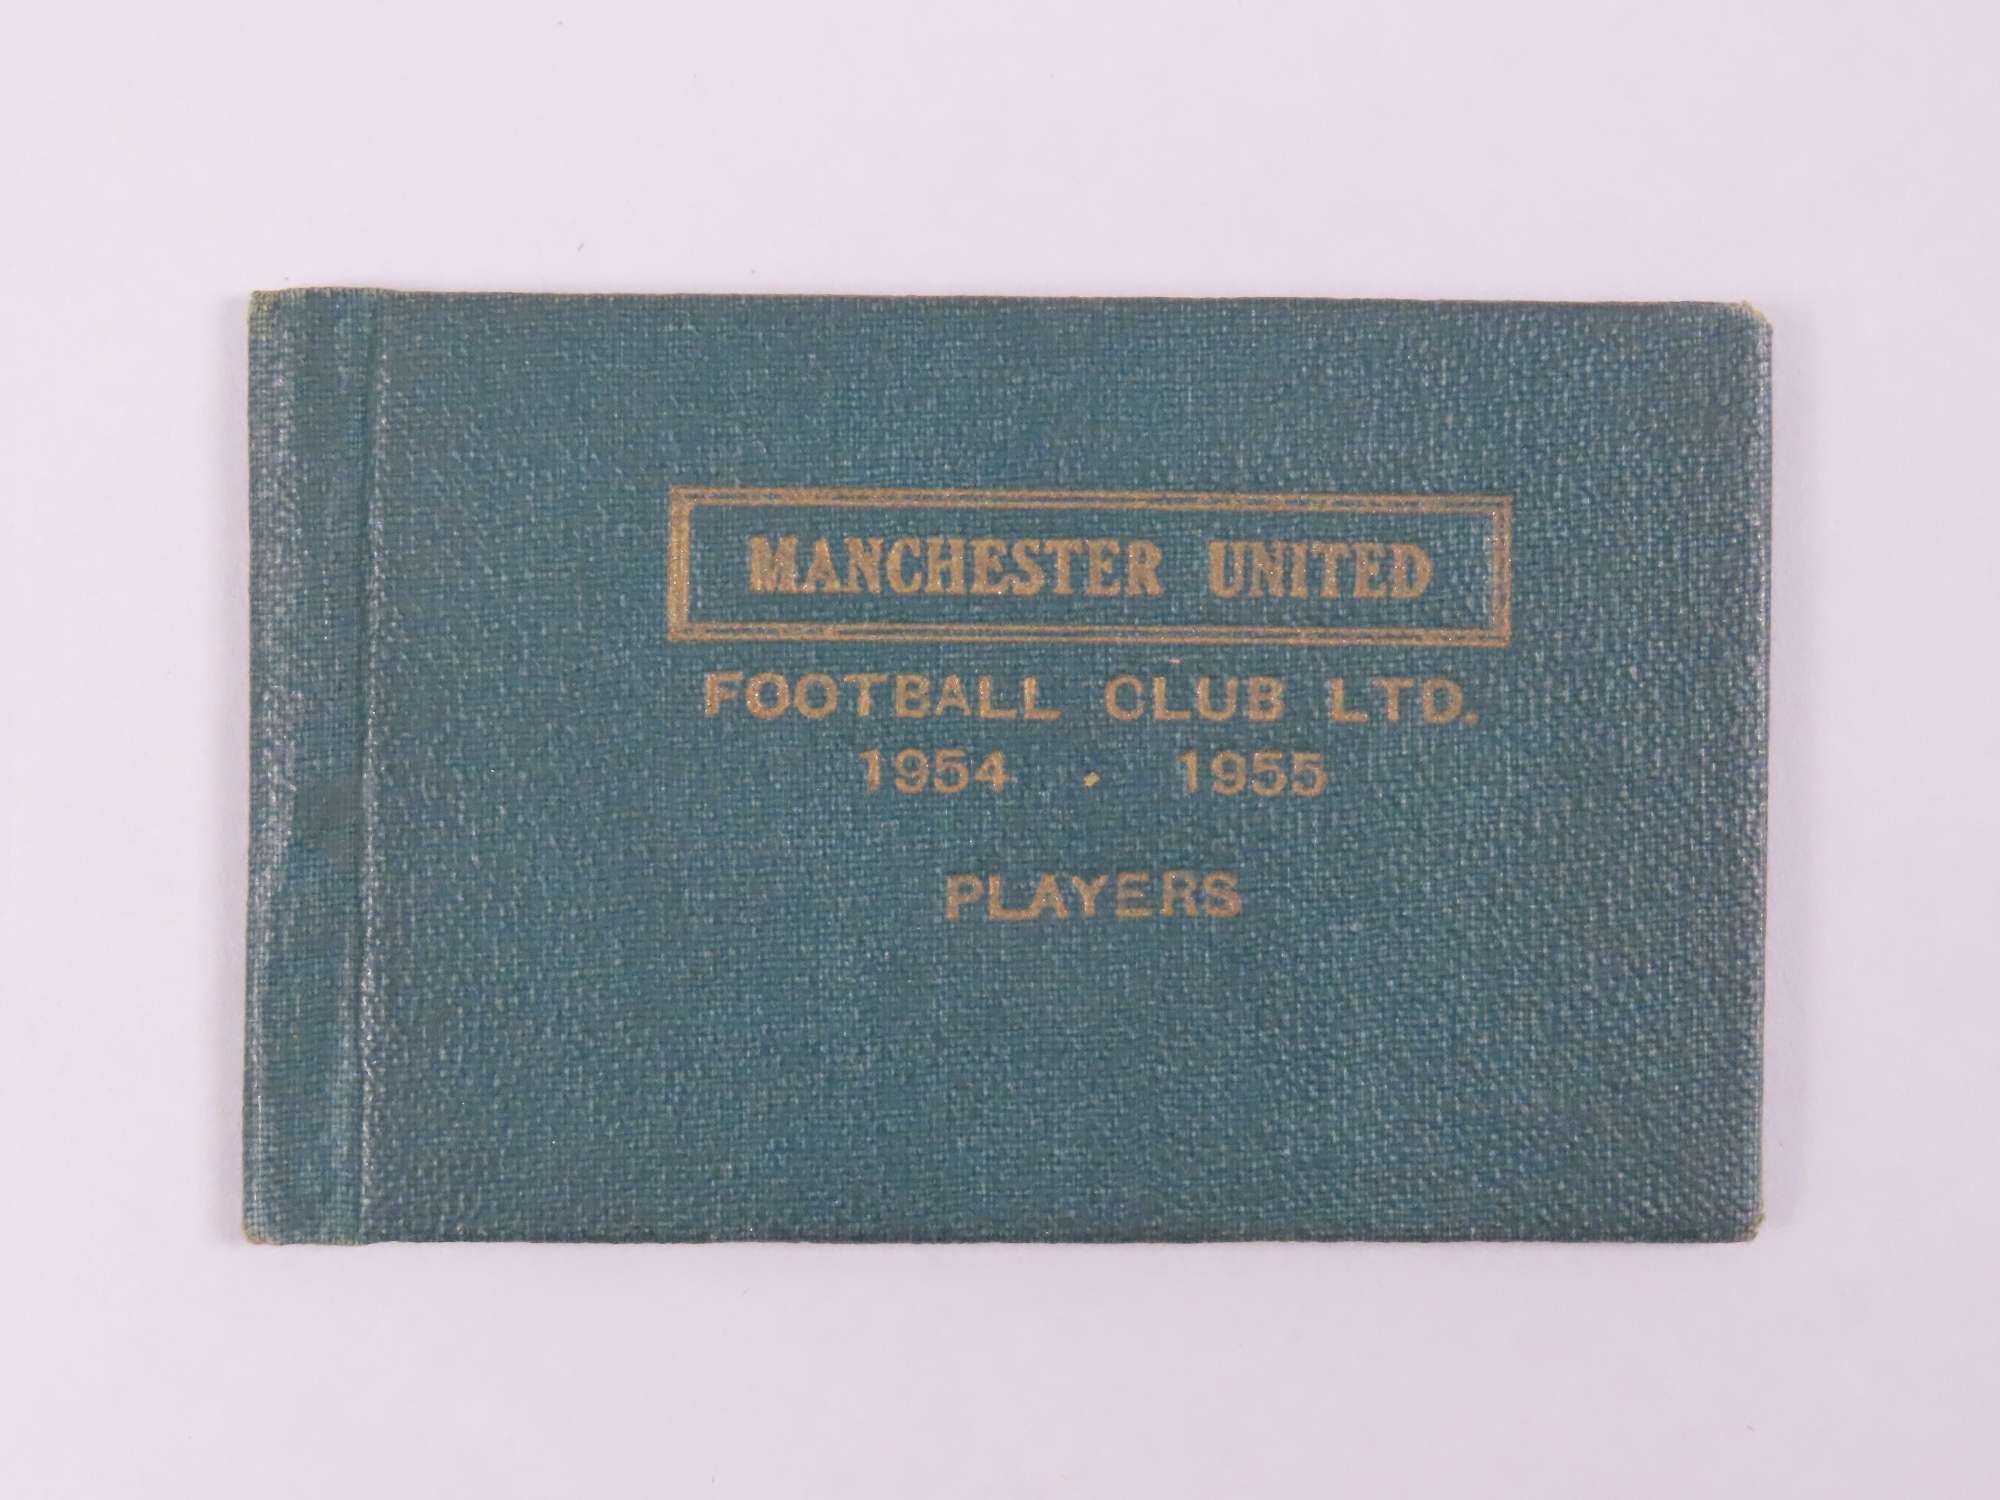 MANCHESTER UNITED
FOOTBALL CLUB LTD.
1954 . 1955
PLAYERS